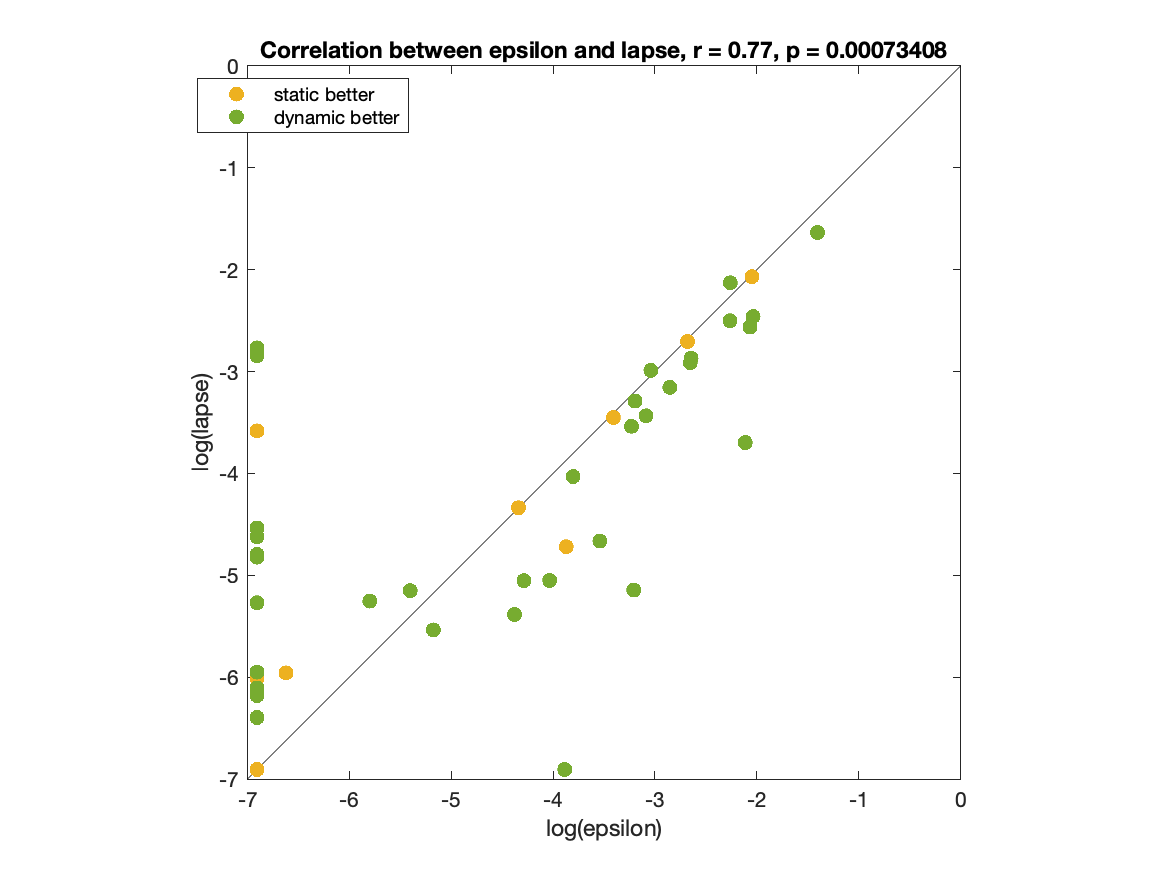 Correlation between epsilon and lapse, r = 0.77, p = 0.00073408
static better
dynamic better
0
-1
-2
-3
-4
-5
-6
-7
log(lapse)
-7 -6 -5 -4 -3 -2 -1 0
log(epsilon)